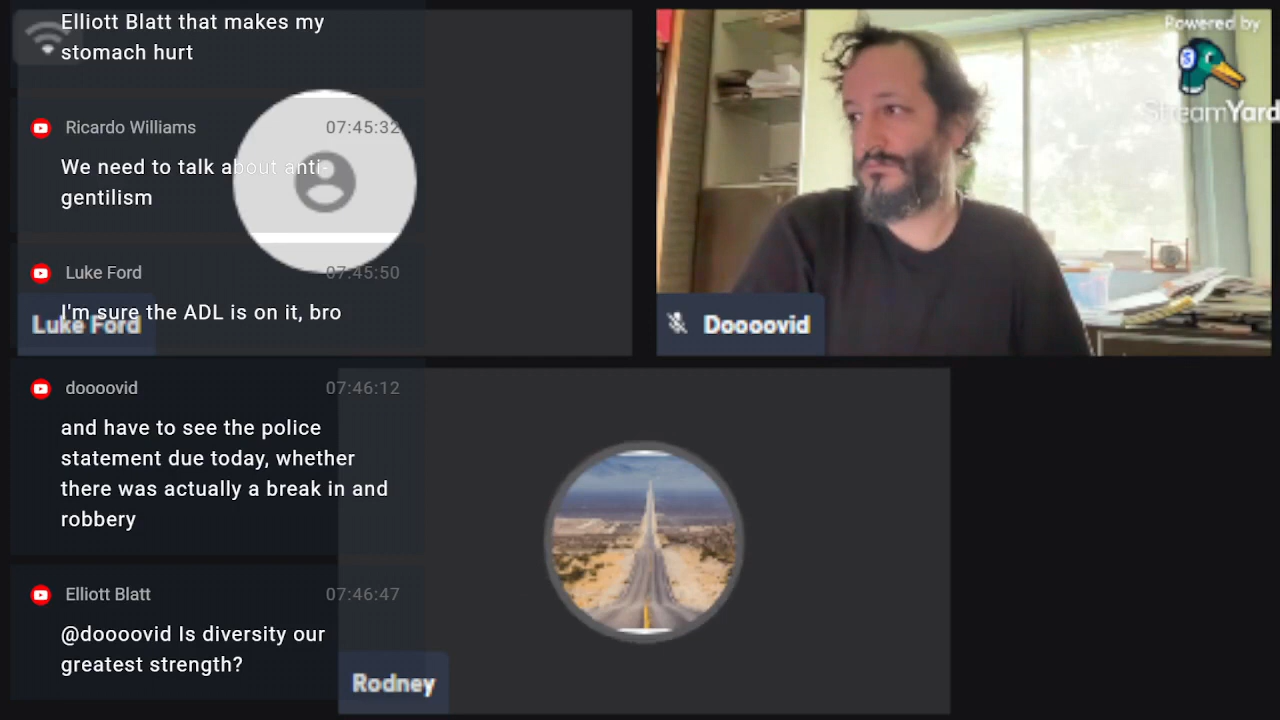 Elliott Blatt that makes my
stomach hurt
Ricardo Williams 07:45:32
We need to talk about anti-
gentilism
Luke Ford 07:45:50
I'm sure the ADL is on it, bro
Luke Ford
doooovid 07:46:12
and have to see the police
statement due today, whether
there was actually a break in and
robbery
Elliott Blatt 07:46:47
@doooovid Is diversity our
greatest strength?
Powered by
StreamYard
Doooovid
Rodney